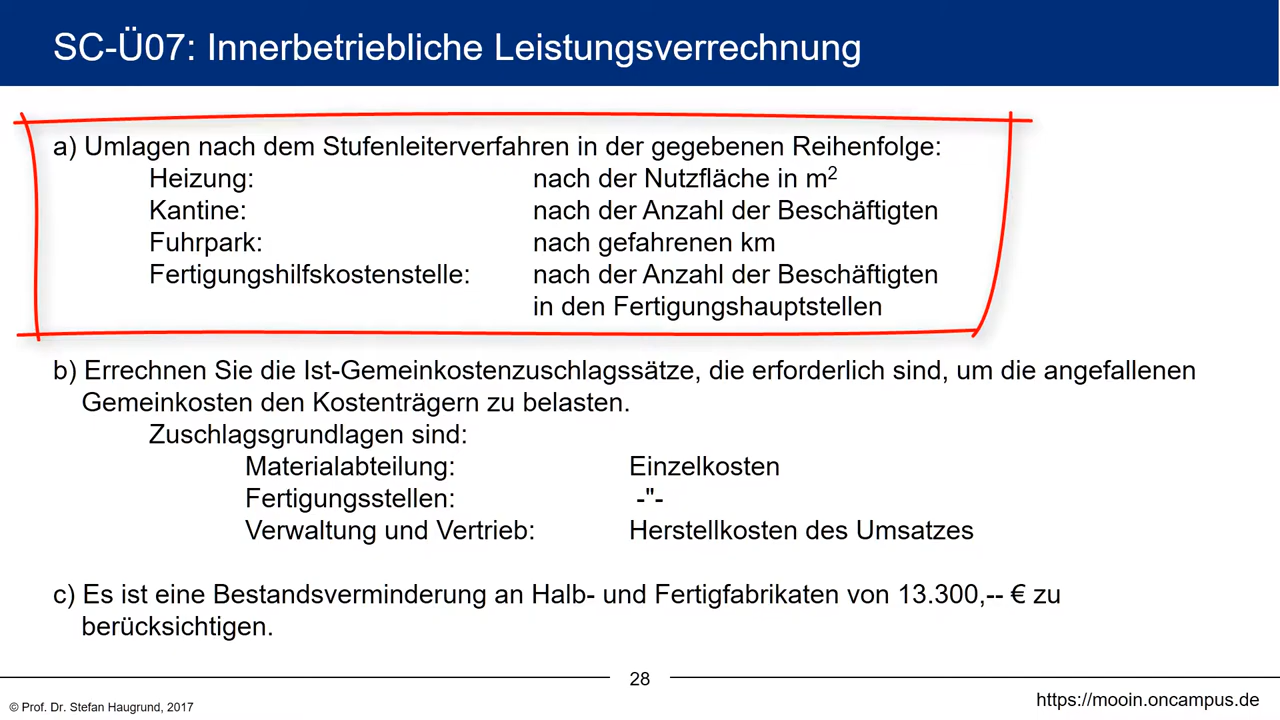 SC-Ü07: Innerbetriebliche Leistungsverrechnung
a) Umlagen nach dem Stufenleiterverfahren in der gegebenen Reihenfolge:
Heizung: nach der Nutzfläche in m²
Kantine: nach der Anzahl der Beschäftigten
Fuhrpark: nach gefahrenen km
Fertigungshilfskostenstelle: nach der Anzahl der Beschäftigten
in den Fertigungshauptstellen
b) Errechnen Sie die Ist-Gemeinkostenzuschlagssätze, die erforderlich sind, um die angefallenen
Gemeinkosten den Kostenträgern zu belasten.
Zuschlagsgrundlagen sind:
Materialabteilung: Einzelkosten
Fertigungsstellen: -"-
Verwaltung und Vertrieb: Herstellkosten des Umsatzes
c) Es ist eine Bestandsverminderung an Halb- und Fertigfabrikaten von 13.300,-- € zu
berücksichtigen.
28
© Prof. Dr. Stefan Haugrund, 2017
https://mooin.oncampus.de